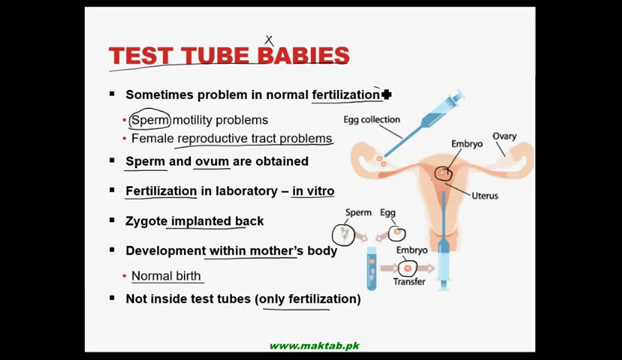 TEST TUBE BABIES
Sometimes problem in normal fertilization
Sperm motility problems
Female reproductive tract problems
Sperm and ovum are obtained
Fertilization in laboratory – in vitro
Zygote implanted back
Development within mother's body
Normal birth
Not inside test tubes (only fertilization)
Egg collection
Embryo
Ovary
Uterus
Sperm
Egg
Embryo
Transfer
www.maktab.pk